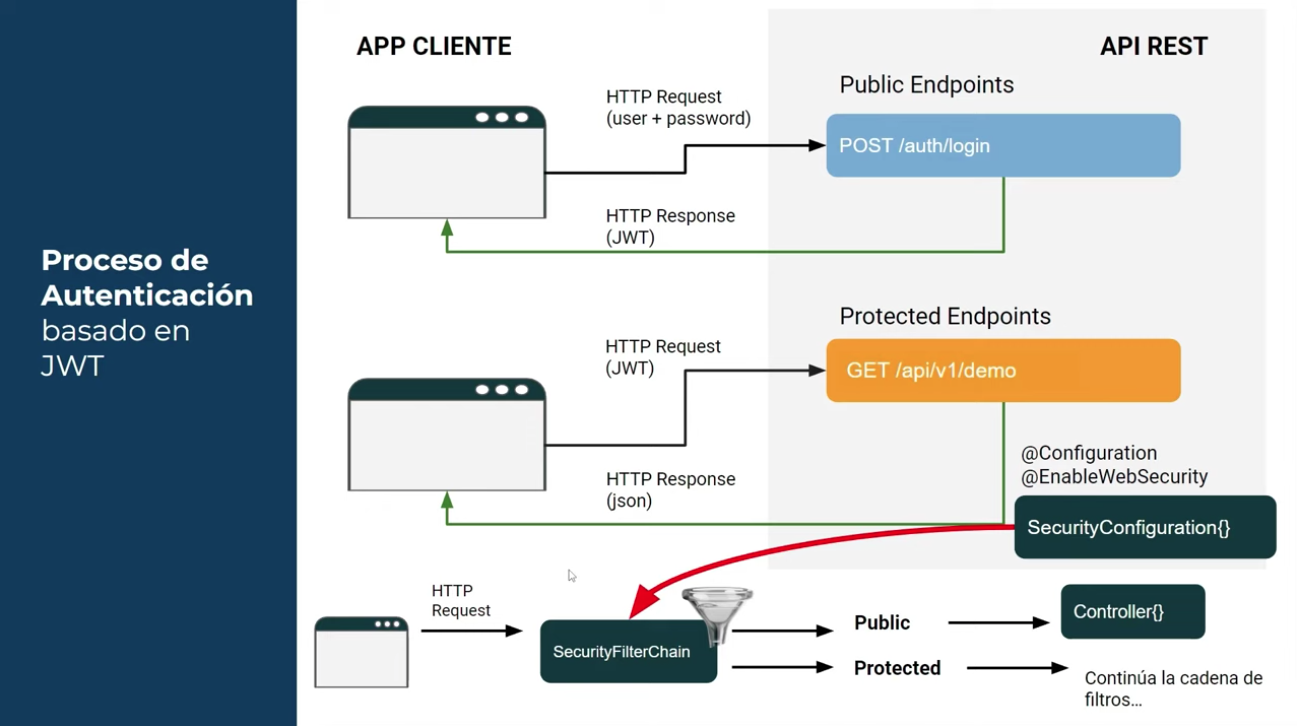 Proceso de
Autenticación
basado en
JWT
APP CLIENTE
API REST
HTTP Request
(user + password)
Public Endpoints
POST /auth/login
HTTP Response
(JWT)
Protected Endpoints
HTTP Request
(JWT)
GET /api/v1/demo
HTTP Response
(json)
@Configuration
@EnableWebSecurity
SecurityConfiguration{}
HTTP
Request
SecurityFilterChain
Public
Controller{}
Protected
Continúa la cadena de
filtros...